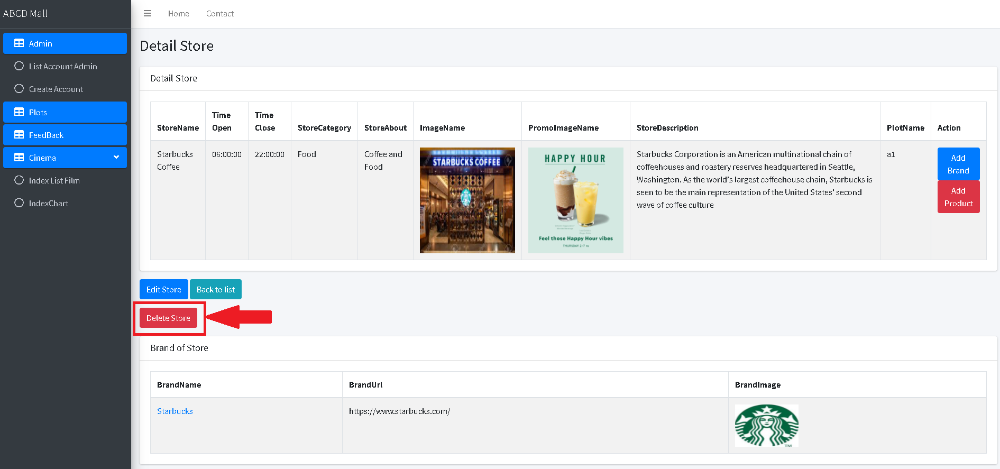 ABCD Mall
Home
Contact
Admin
List Account Admin
Create Account
Plots
FeedBack
Cinema
Index List Film
IndexChart
Detail Store
Detail Store
StoreName
Time
Open
Time
Close
StoreCategory
StoreAbout
ImageName
PromoImageName
StoreDescription
PlotName
Action
Starbucks
Coffee
06:00:00
22:00:00
Food
Coffee and
Food
STARBUCKS COFFEE
HAPPY HOUR
Feel those Happy Hour vibes
THURSDAY 2-7 PM
Starbucks Corporation is an American multinational chain of
coffeehouses and roastery reserves headquartered in Seattle,
Washington. As the world's largest coffeehouse chain, Starbucks is
seen to be the main representation of the United States' second
wave of coffee culture
a1
Add
Brand
Add
Product
Edit Store
Back to list
Delete Store
Brand of Store
BrandName
BrandUrl
BrandImage
Starbucks
https://www.starbucks.com/
TM